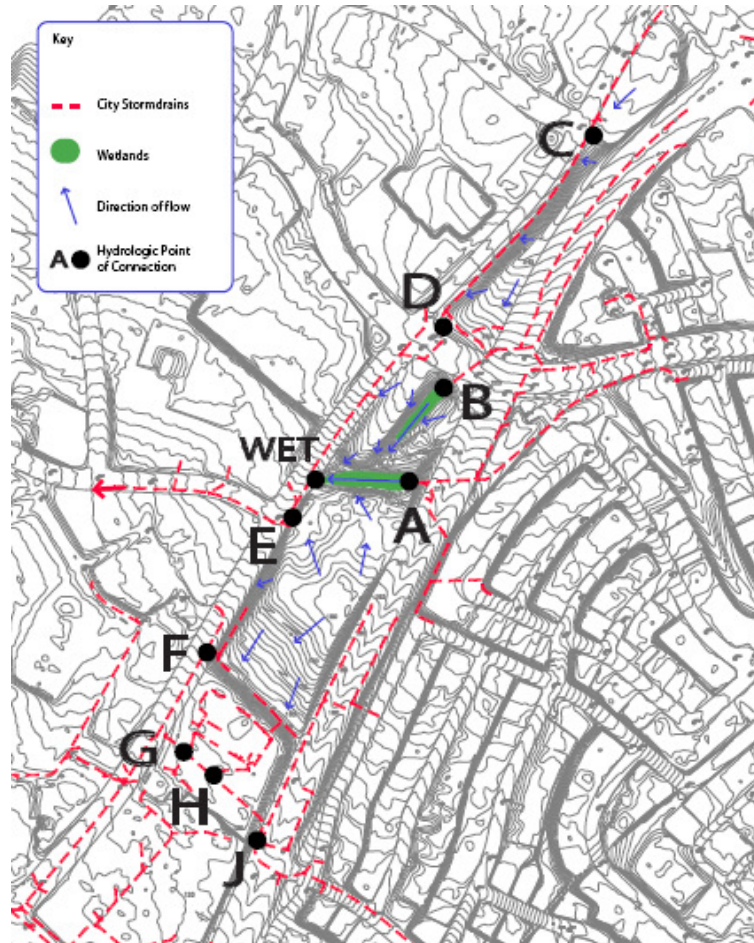 Key
City Stormdrains
Wetlands
Direction of flow
A
Hydrologic Point
of Connection
C
D
B
WET
A
E
F
G
H
J